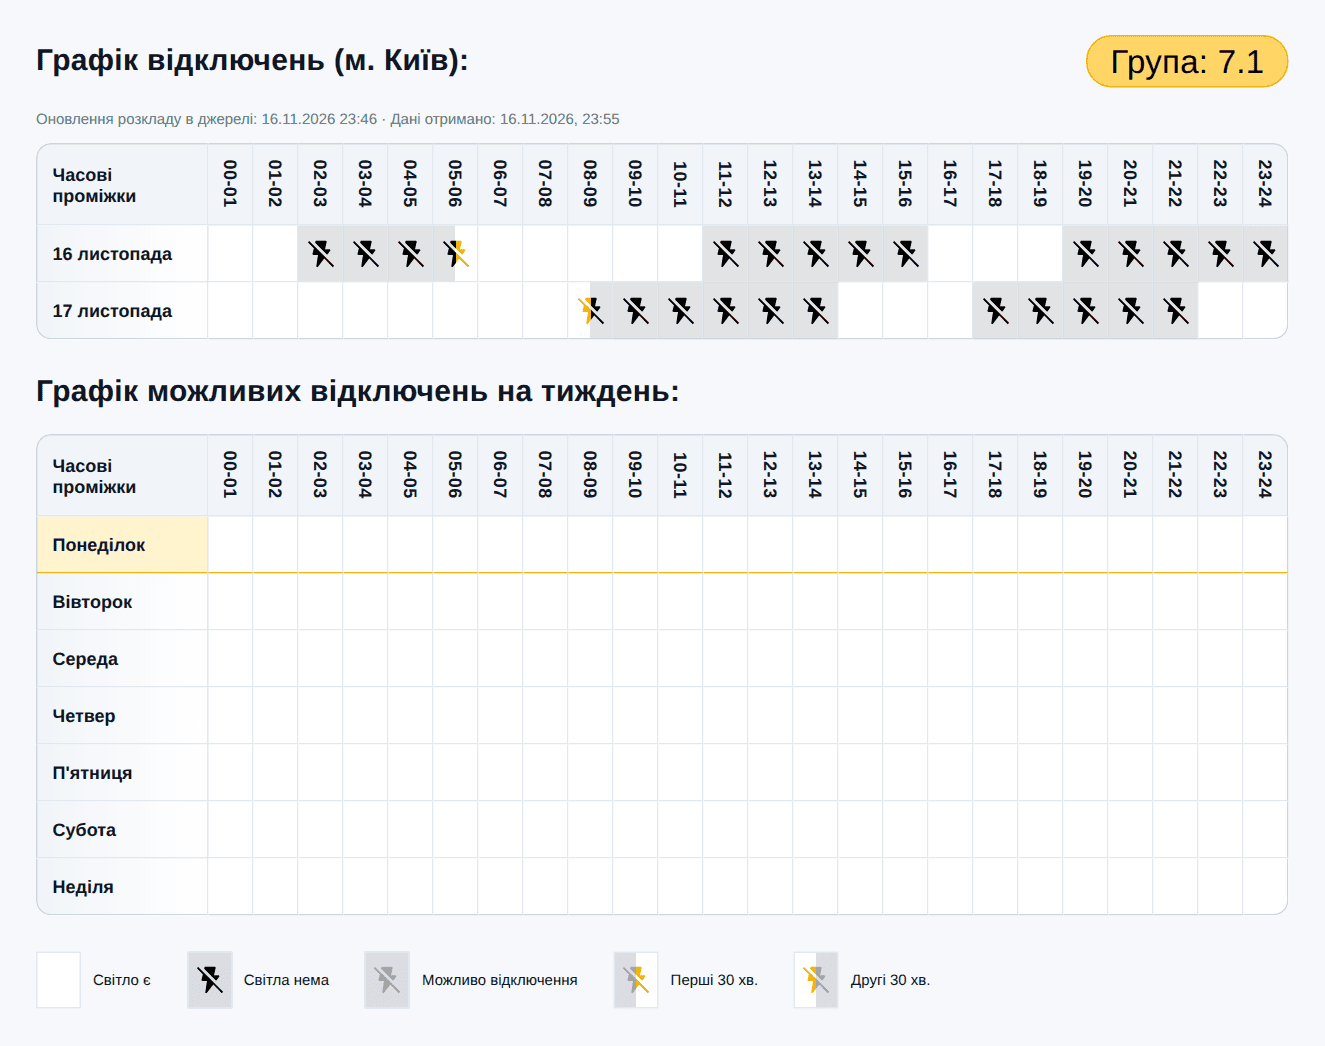 Графік відключень (м. Київ):
Група: 7.1
Оновлення розкладу в джерелі: 16.11.2026 23:46 · Дані отримано: 16.11.2026, 23:55
Часові проміжки 00-01 01-02 02-03 03-04 04-05 05-06 06-07 07-08 08-09 09-10 10-11 11-12 12-13 13-14 14-15 15-16 16-17 17-18 18-19 19-20 20-21 21-22 22-23 23-24
16 листопада
17 листопада
Графік можливих відключень на тиждень:
Часові проміжки 00-01 01-02 02-03 03-04 04-05 05-06 06-07 07-08 08-09 09-10 10-11 11-12 12-13 13-14 14-15 15-16 16-17 17-18 18-19 19-20 20-21 21-22 22-23 23-24
Понеділок
Вівторок
Середа
Четвер
П'ятниця
Субота
Неділя
Світло є Світла нема Можливо відключення Перші 30 хв. Другі 30 хв.